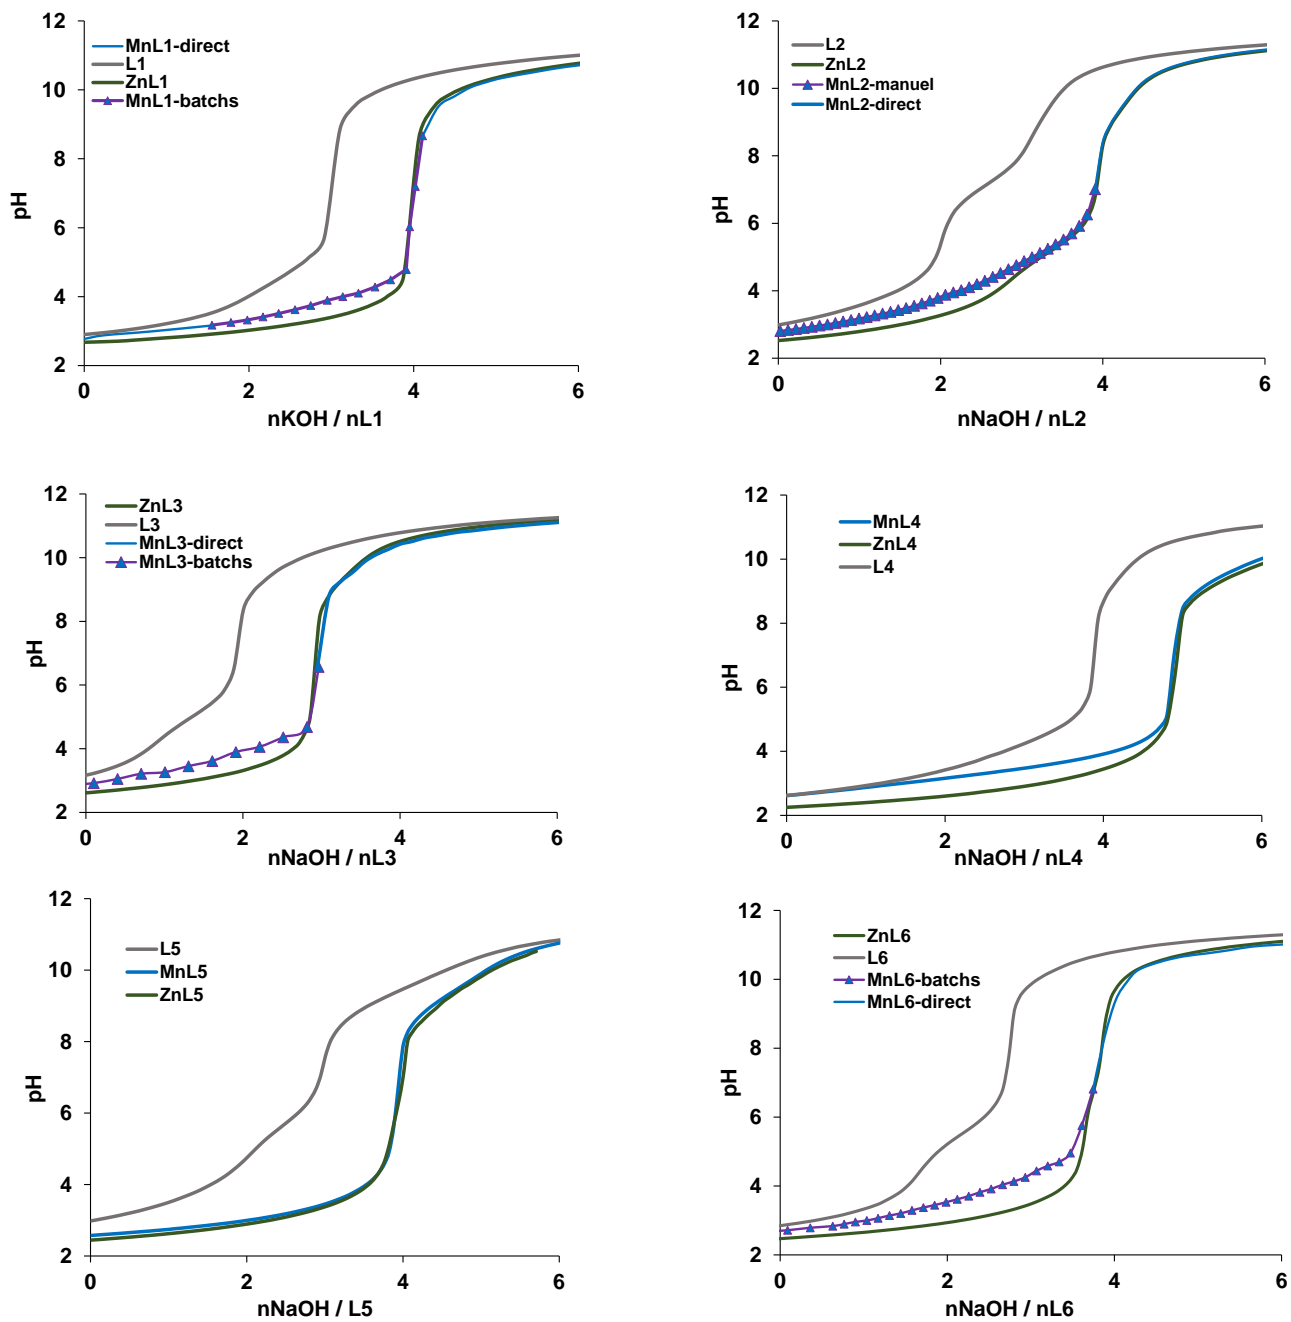 12
10
8
6
4
2
pH
MnL1-direct
L1
ZnL1
MnL1-batchs
0 2 4 6
nKOH / nL1
12
10
8
6
4
2
pH
L2
ZnL2
MnL2-manuel
MnL2-direct
0 2 4 6
nNaOH / nL2
12
10
8
6
4
2
pH
ZnL3
L3
MnL3-direct
MnL3-batchs
0 2 4 6
nNaOH / nL3
12
10
8
6
4
2
pH
MnL4
ZnL4
L4
0 2 4 6
nNaOH / nL4
12
10
8
6
4
2
pH
L5
MnL5
ZnL5
0 2 4 6
nNaOH / L5
12
10
8
6
4
2
pH
ZnL6
L6
MnL6-batchs
MnL6-direct
0 2 4 6
nNaOH / nL6